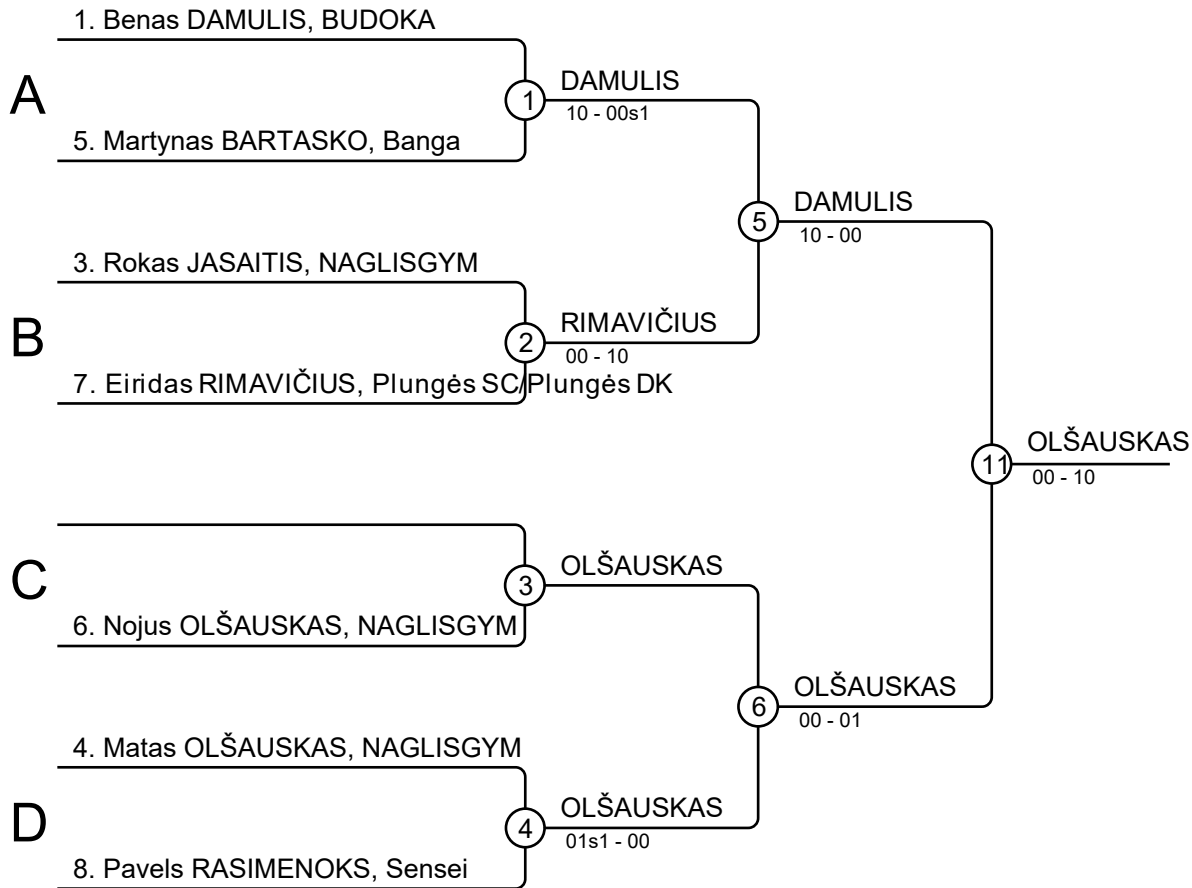 1. Benas DAMULIS, BUDOKA
A
1
DAMULIS
10 - 00s1
5. Martynas BARTASKO, Banga
5
DAMULIS
10 - 00
3. Rokas JASAITIS, NAGLISGYM
B
2
RIMAVIČIUS
00 - 10
7. Eiridas RIMAVIČIUS, Plungės SC/Plungės DK
11
OLŠAUSKAS
00 - 10
C
3
OLŠAUSKAS
6. Nojus OLŠAUSKAS, NAGLISGYM
6
OLŠAUSKAS
00 - 01
4. Matas OLŠAUSKAS, NAGLISGYM
D
4
OLŠAUSKAS
01s1 - 00
8. Pavels RASIMENOKS, Sensei